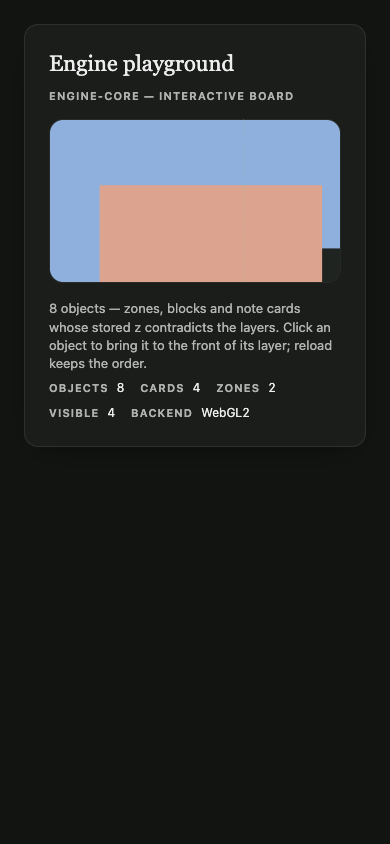 Engine playground
ENGINE-CORE — INTERACTIVE BOARD
8 objects — zones, blocks and note cards
whose stored z contradicts the layers. Click an
object to bring it to the front of its layer; reload
keeps the order.
OBJECTS 8 CARDS 4 ZONES 2
VISIBLE 4 BACKEND WebGL2